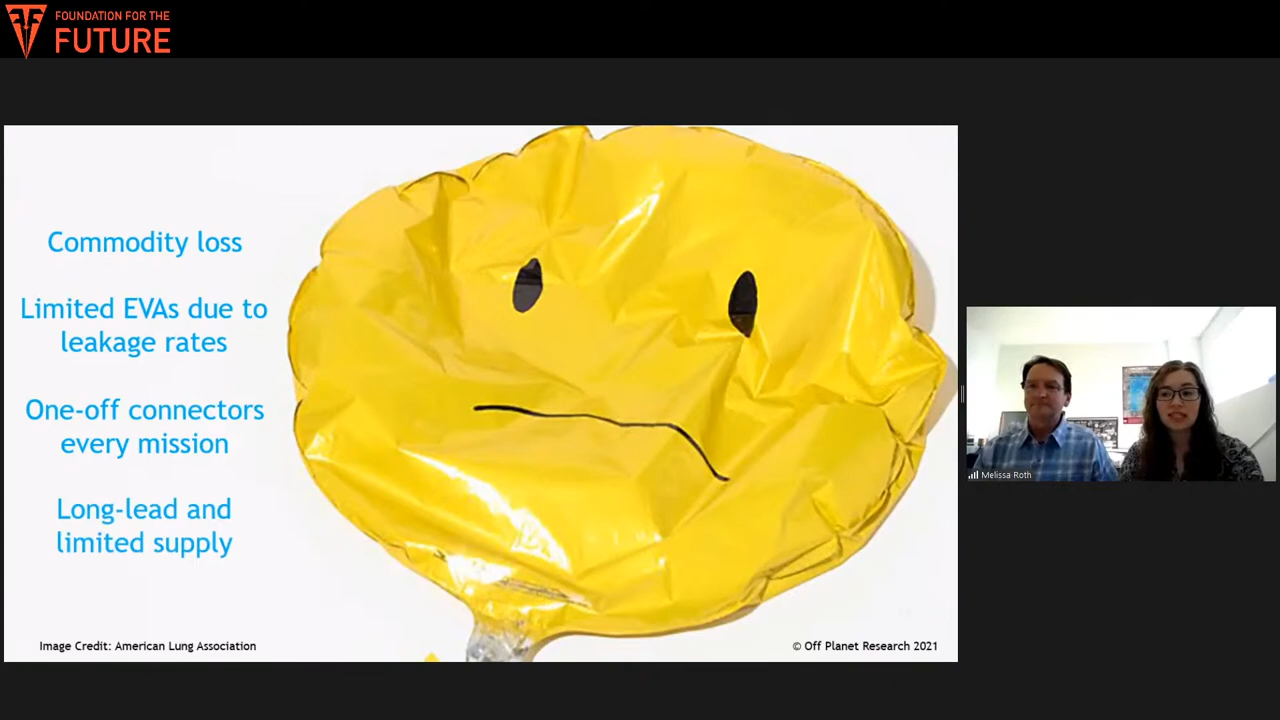 FOUNDATION FOR THE
FUTURE
Commodity loss
Limited EVAs due to
leakage rates
One-off connectors
every mission
Long-lead and
limited supply
Image Credit: American Lung Association
© Off Planet Research 2021
Melissa Roth